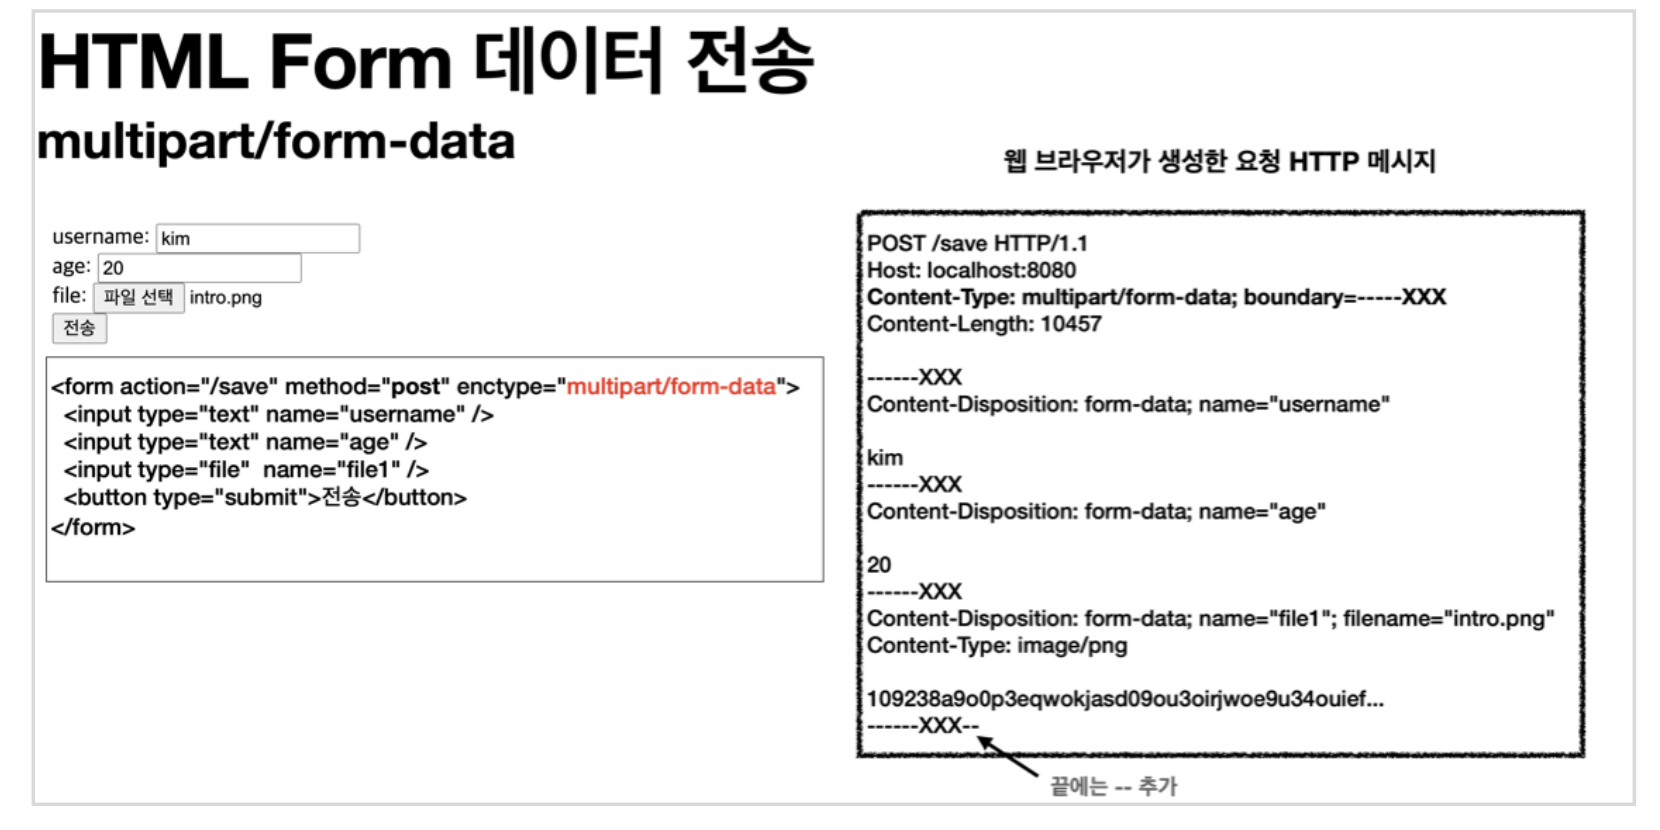 HTML Form 데이터 전송
multipart/form-data
username: kim
age: 20
file: 파일 선택 intro.png
전송
<form action="/save" method="post" enctype="multipart/form-data">
<input type="text" name="username" />
<input type="text" name="age" />
<input type="file" name="file1" />
<button type="submit">전송</button>
</form>
웹 브라우저가 생성한 요청 HTTP 메시지
POST /save HTTP/1.1
Host: localhost:8080
Content-Type: multipart/form-data; boundary=-----XXX
Content-Length: 10457
------XXX
Content-Disposition: form-data; name="username"
kim
------XXX
Content-Disposition: form-data; name="age"
20
------XXX
Content-Disposition: form-data; name="file1"; filename="intro.png"
Content-Type: image/png
109238a9o0p3eqwokjasd09ou3oirjwoe9u34ouief...
------XXX--
끝에는 -- 추가